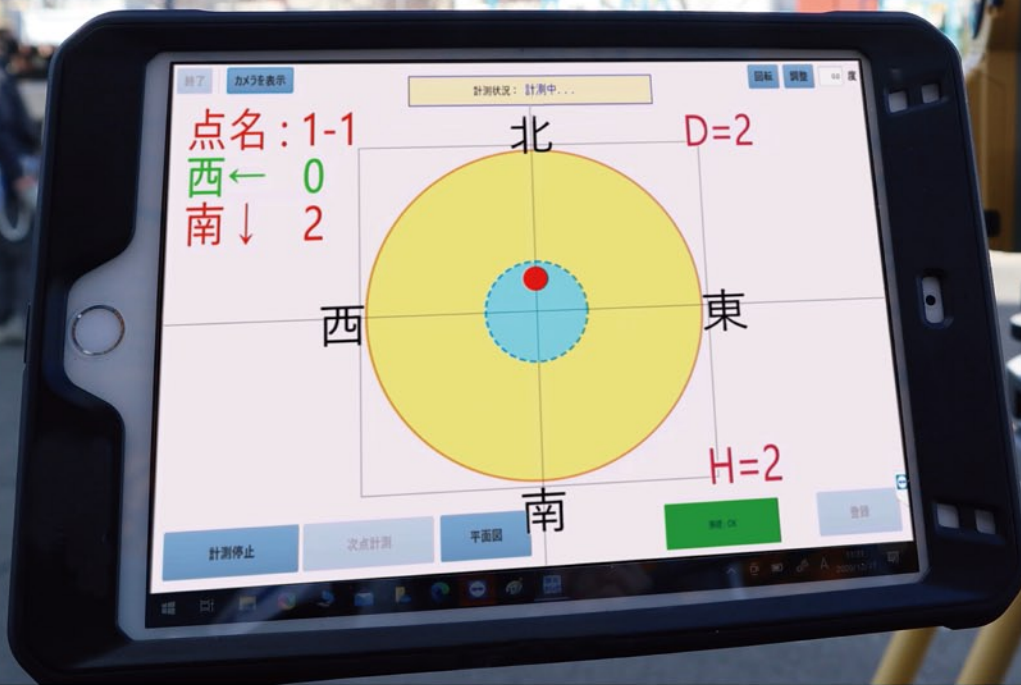 終了 カメラを表示
計測状況： 計測中...
回転 調整 60 度
点名 : 1-1
西← 0
南↓ 2
北
D=2
西
東
H=2
南
計測停止
次点計測
平面図
登録
A